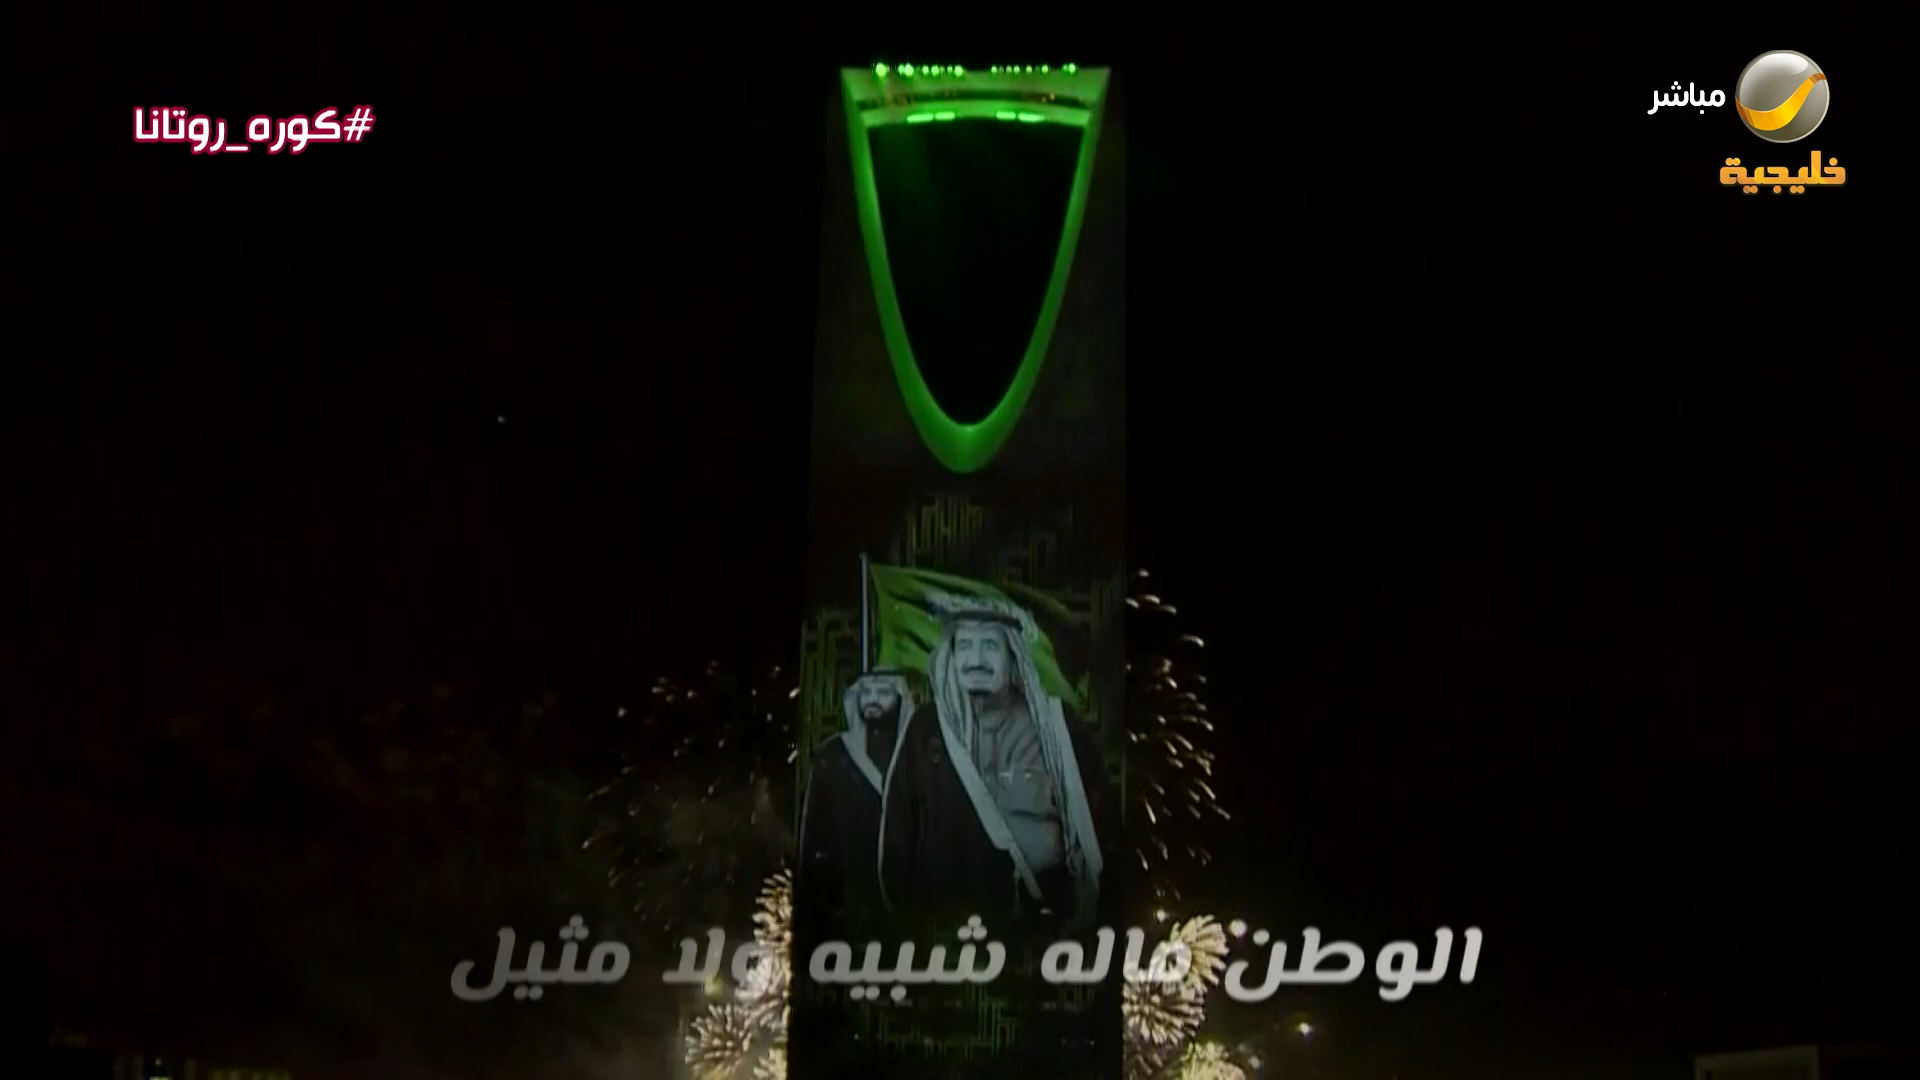 #كوره_روتانا
مباشر
خليجية
الوطن ماله شبيه ولا مثيل